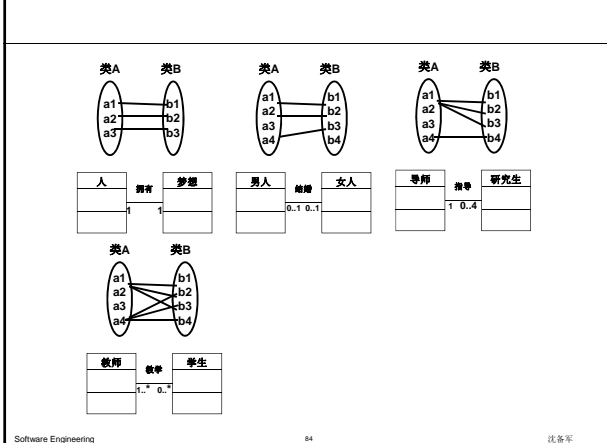 类A 类B
a1 b1
a2 b2
a3 b3
人 拥有 梦想
1 1
类A 类B
a1 b1
a2 b2
a3 b3
a4 b4
男人 结婚 女人
0..1 0..1
类A 类B
a1 b1
a2 b2
a3 b3
a4 b4
导师 指导 研究生
1 0..4
类A 类B
a1 b1
a2 b2
a3 b3
a4 b4
教师 教学 学生
1..* 0..*
Software Engineering 84 沈备军